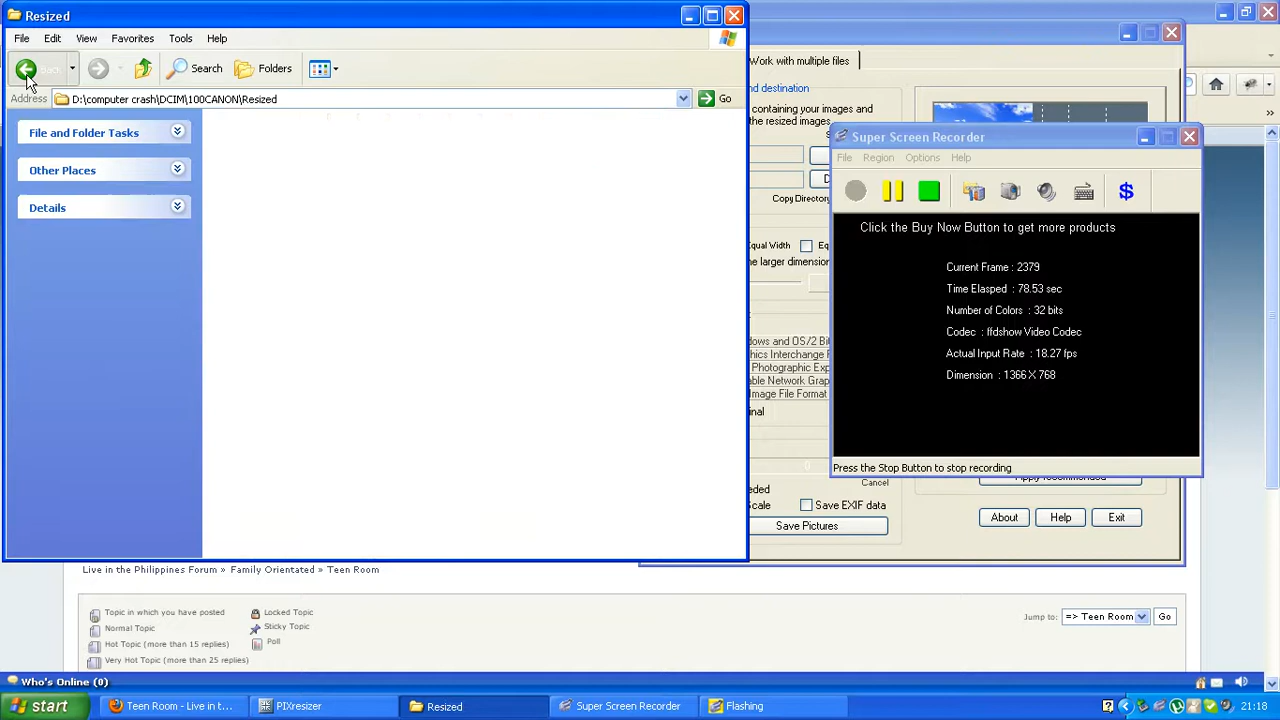 Resized
File Edit View Favorites Tools Help
Back Search Folders
Address D:\computer crash\DCIM\100CANON\Resized Go
File and Folder Tasks
Other Places
Details
Work with multiple files
nd destination
containing your images and
the resized images.
Copy Directory
qual Width
e larger dimension
dows and OS/2 Bit
hics Interchange F
Photographic Exp
able Network Grap
mage File Format
inal
0
Cancel
eded
Scale Save EXIF data
Save Pictures
Apply recommended
About Help Exit
Super Screen Recorder
File Region Options Help
$
Click the Buy Now Button to get more products
Current Frame : 2379
Time Elasped : 78.53 sec
Number of Colors : 32 bits
Codec : ffdshow Video Codec
Actual Input Rate : 18.27 fps
Dimension : 1366 X 768
Press the Stop Button to stop recording
Live in the Philippines Forum » Family Orientated » Teen Room
Topic in which you have posted
Normal Topic
Hot Topic (more than 15 replies)
Very Hot Topic (more than 25 replies)
Locked Topic
Sticky Topic
Poll
Jump to: => Teen Room Go
Who's Online (0)
start Teen Room - Live in t... PIXresizer Resized Super Screen Recorder Flashing 21:18